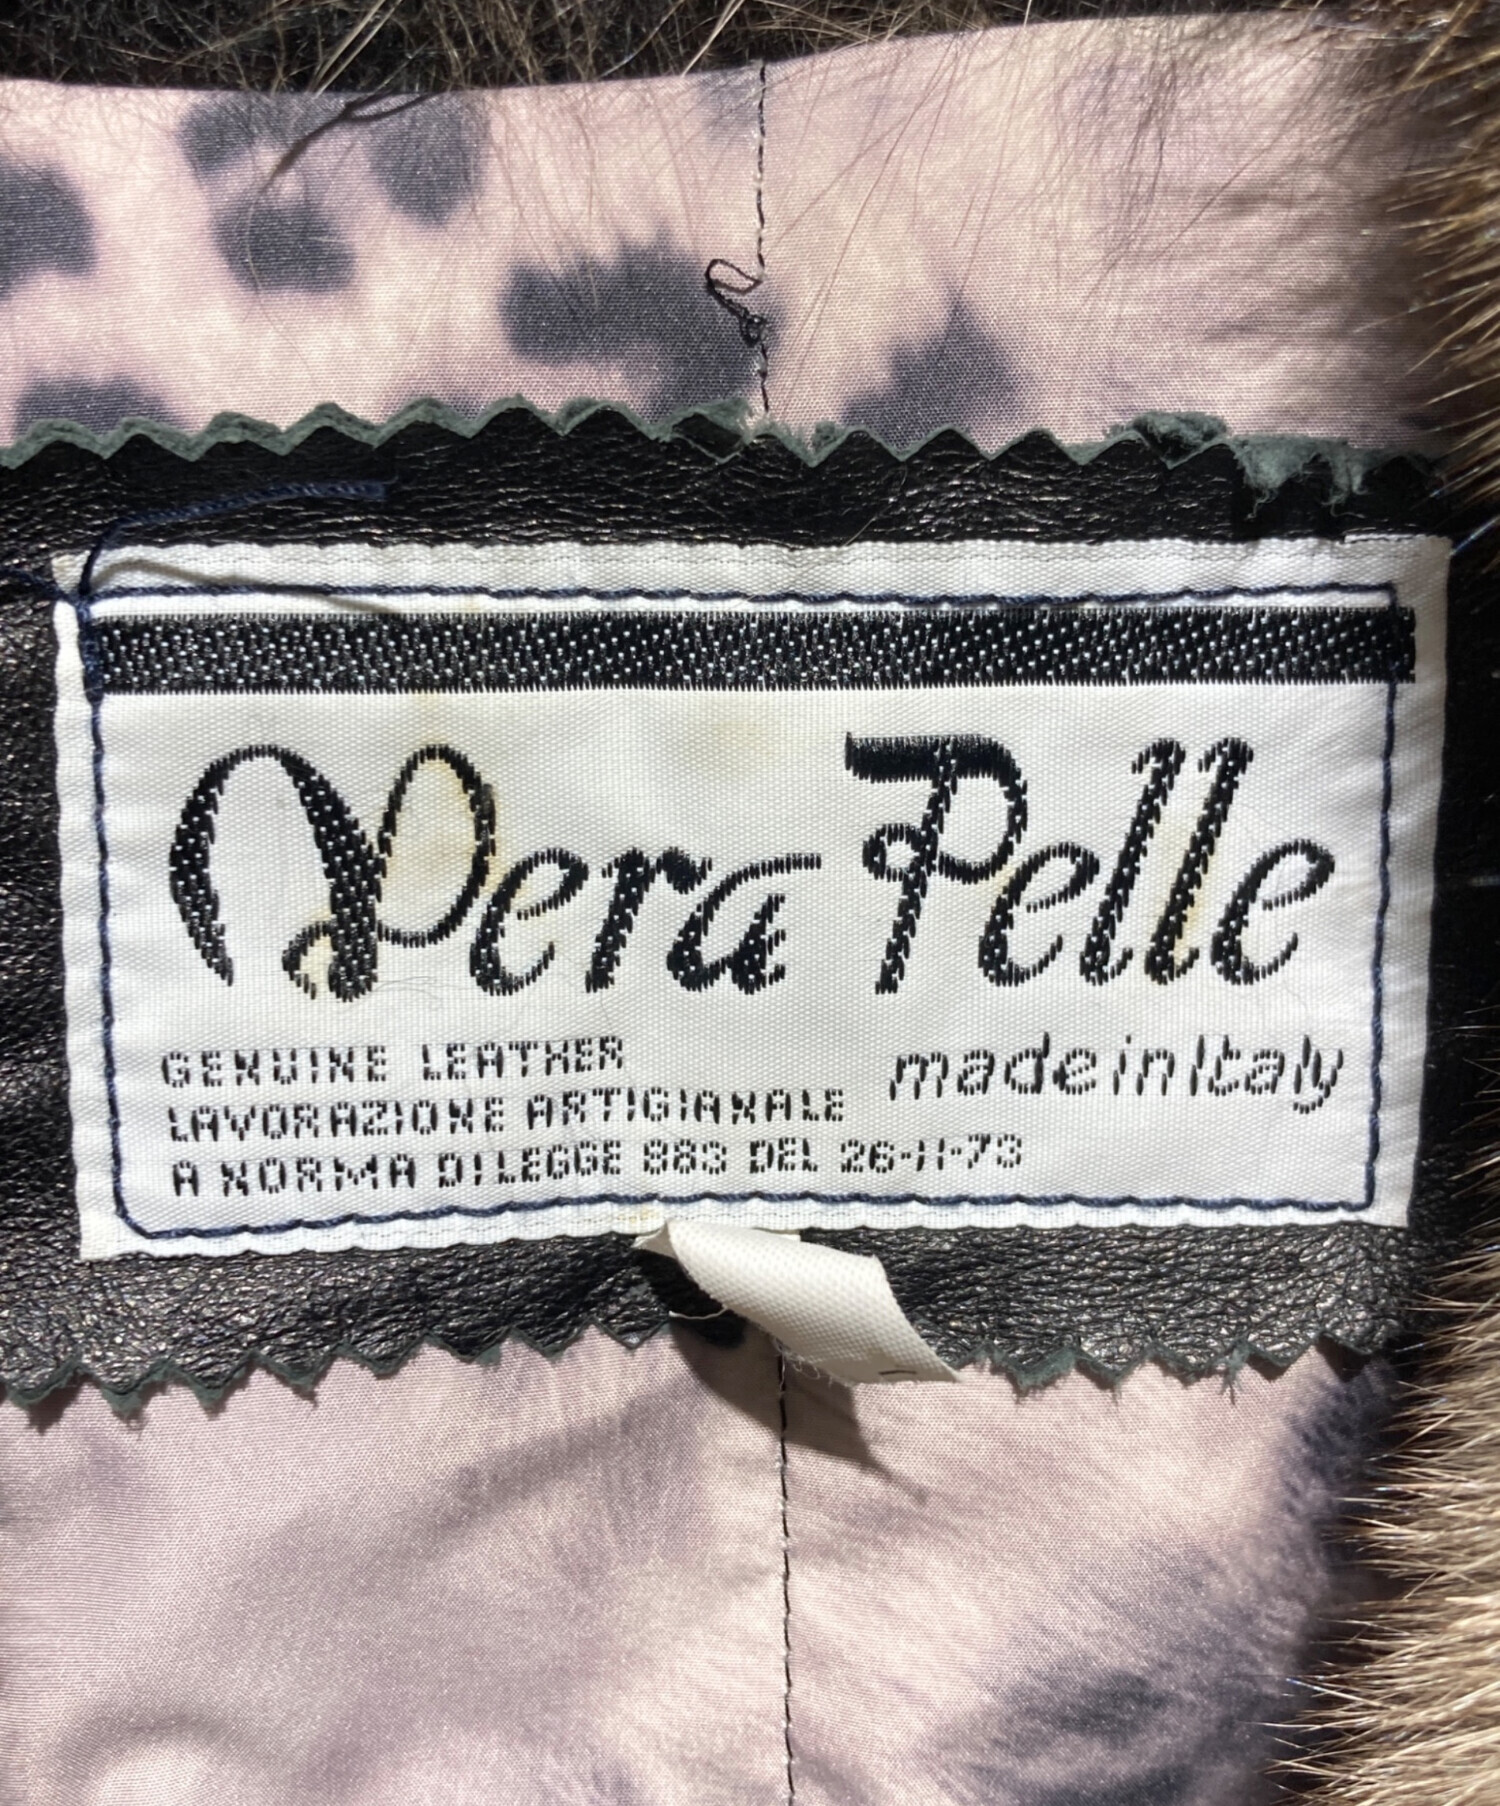 Vera Pelle
GENUINE LEATHER
made in Italy
LAVORAZIONE ARTIGIANALE
A NORMA DI LEGGE 883 DEL 26-11-73